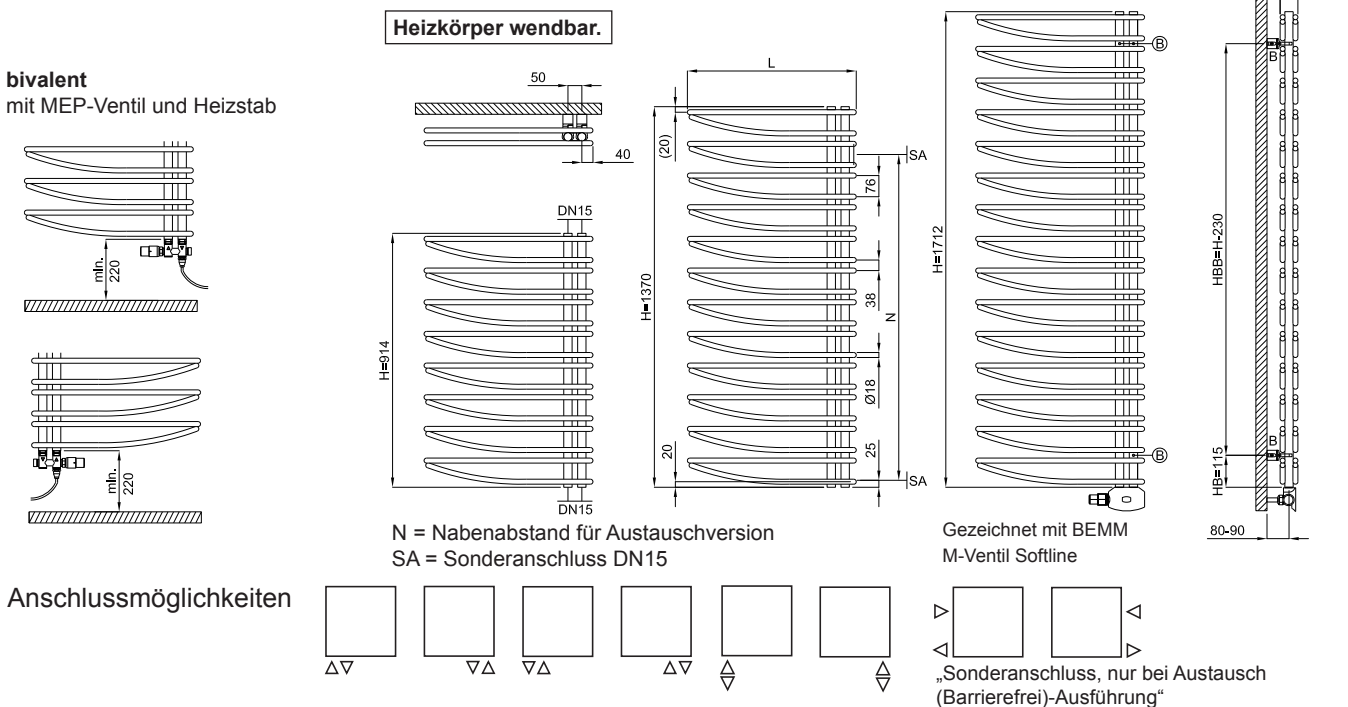 Heizkörper wendbar.
bivalent
mit MEP-Ventil und Heizstab
min.
220
min.
220
50
40
DN15
H=914
DN15
L
(20)
SA
76
H=1370
38
N
Ø18
20
25
SA
B
H=1712
B
B
HBB=H-230
B
HB=115
80-90
N = Nabenabstand für Austauschversion
SA = Sonderanschluss DN15
Gezeichnet mit BEMM
M-Ventil Softline
Anschlussmöglichkeiten
„Sonderanschluss, nur bei Austausch
(Barrierefrei)-Ausführung“